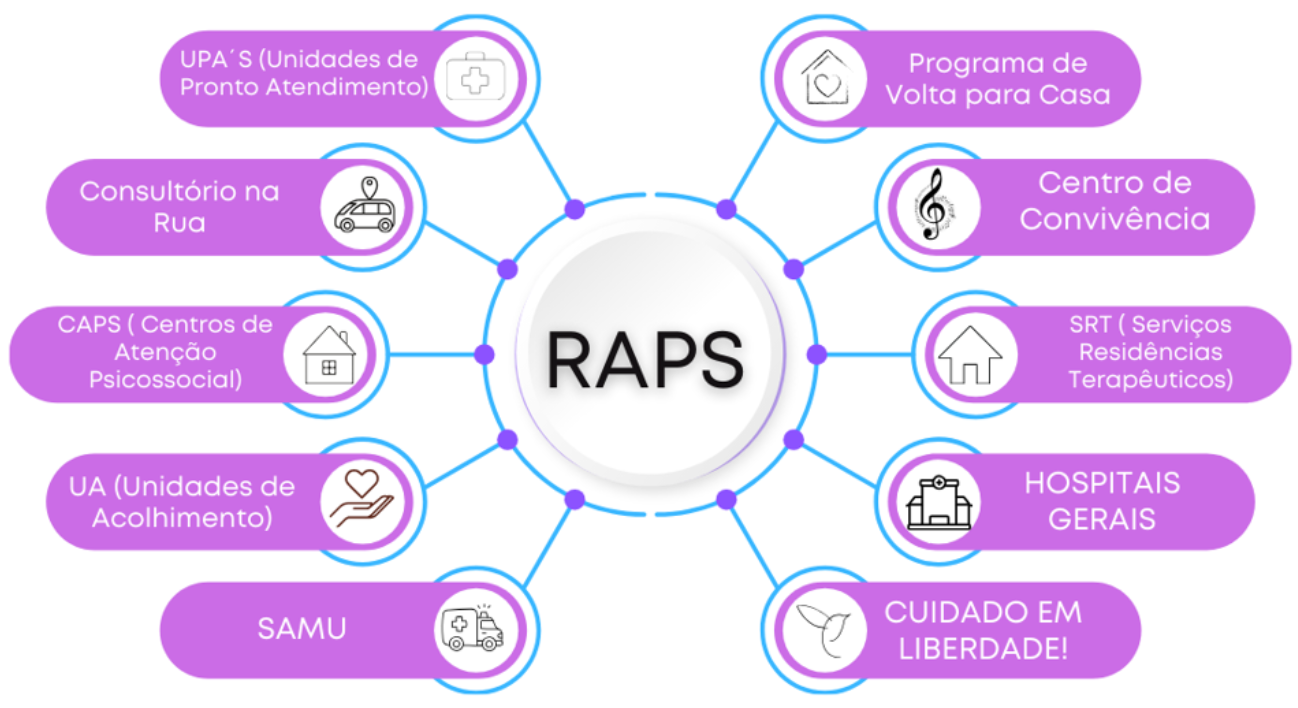 UPA´S (Unidades de
Pronto Atendimento)
Consultório na
Rua
CAPS ( Centros de
Atenção
Psicossocial)
UA (Unidades de
Acolhimento)
SAMU
RAPS
Programa de
Volta para Casa
Centro de
Convivência
SRT ( Serviços
Residências
Terapêuticos)
HOSPITAIS
GERAIS
CUIDADO EM
LIBERDADE!